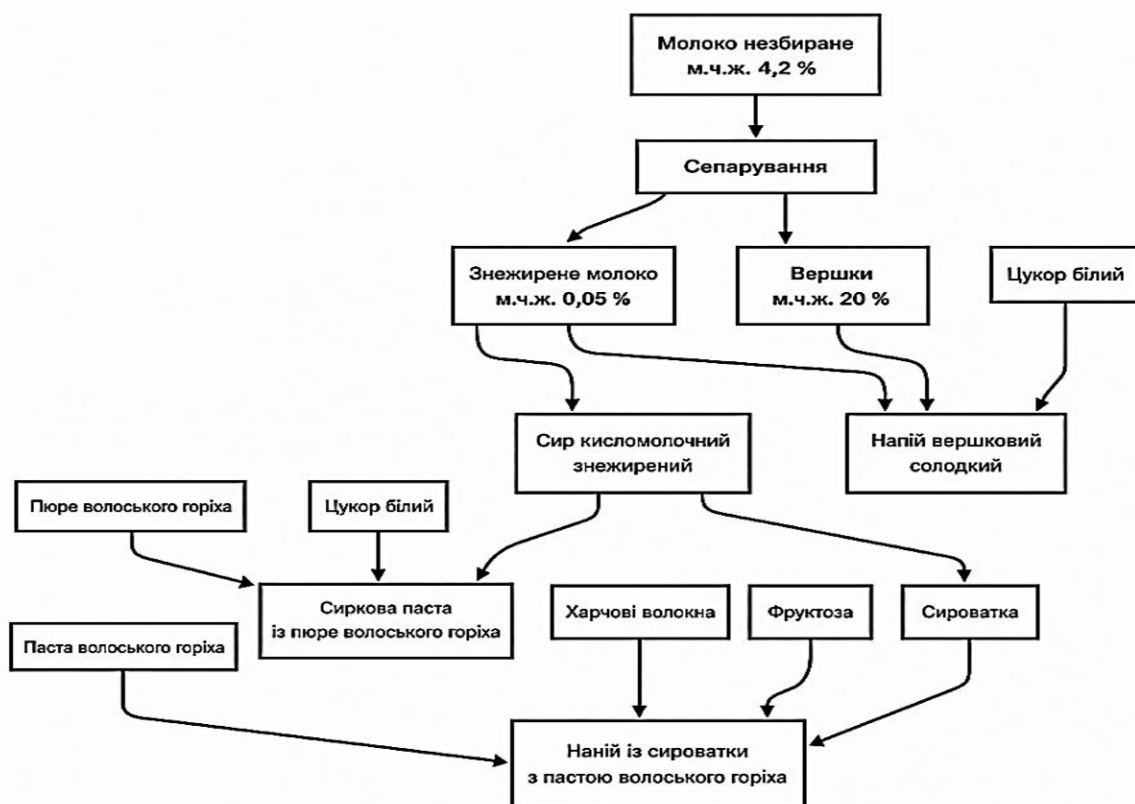 Молоко незбиране
м.ч.ж. 4,2 %
Сепарування
Знежирене молоко
м.ч.ж. 0,05 %
Вершки
м.ч.ж. 20 %
Цукор білий
Сир кисломолочний
знежирений
Напій вершковий
солодкий
Пюре волоського горіха
Цукор білий
Сиркова паста
із пюре волоського горіха
Харчові волокна
Фруктоза
Сироватка
Паста волоського горіха
Наній із сироватки
з пастою волоського горіха